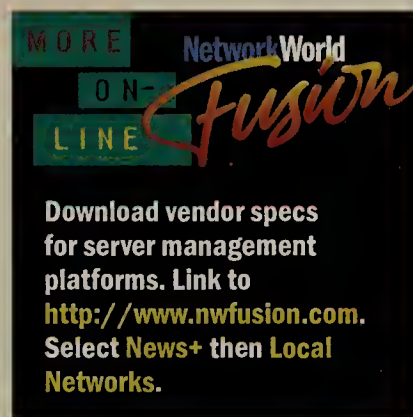 MORE
ON-
LINE
NetworkWorld
Fusion
Download vendor specs
for server management
platforms. Link to
http://www.nwfusion.com.
Select News+ then Local
Networks.